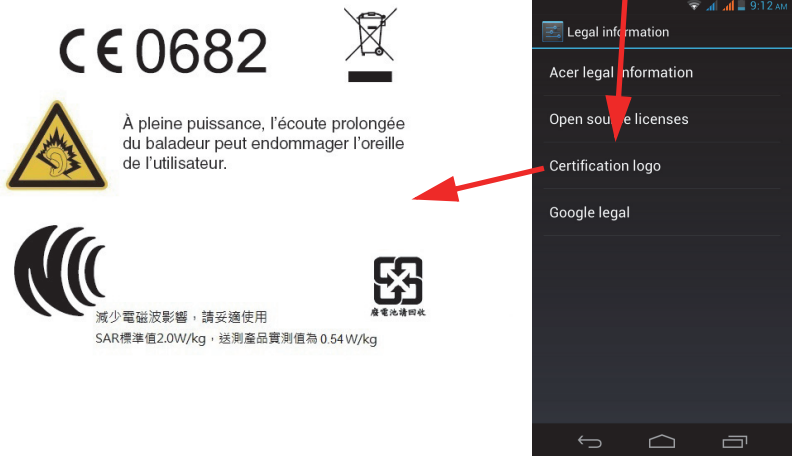 CE 0682
À pleine puissance, l'écoute prolongée
du baladeur peut endommager l'oreille
de l'utilisateur.
減少電磁波影響，請妥適使用
SAR標準值2.0W/kg，送測產品實測值為 0.54 W/kg
廢電池請回收
9:12 AM
Legal information
Acer legal information
Open source licenses
Certification logo
Google legal